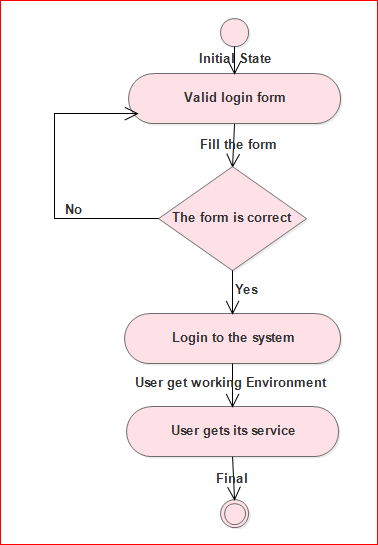 Initial State
Valid login form
Fill the form
The form is correct
No
Yes
Login to the system
User get working Environment
User gets its service
Final